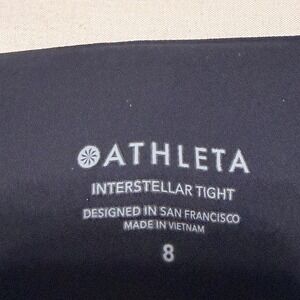 ATHLETA
INTERSTELLAR TIGHT
DESIGNED IN SAN FRANCISCO
MADE IN VIETNAM
8